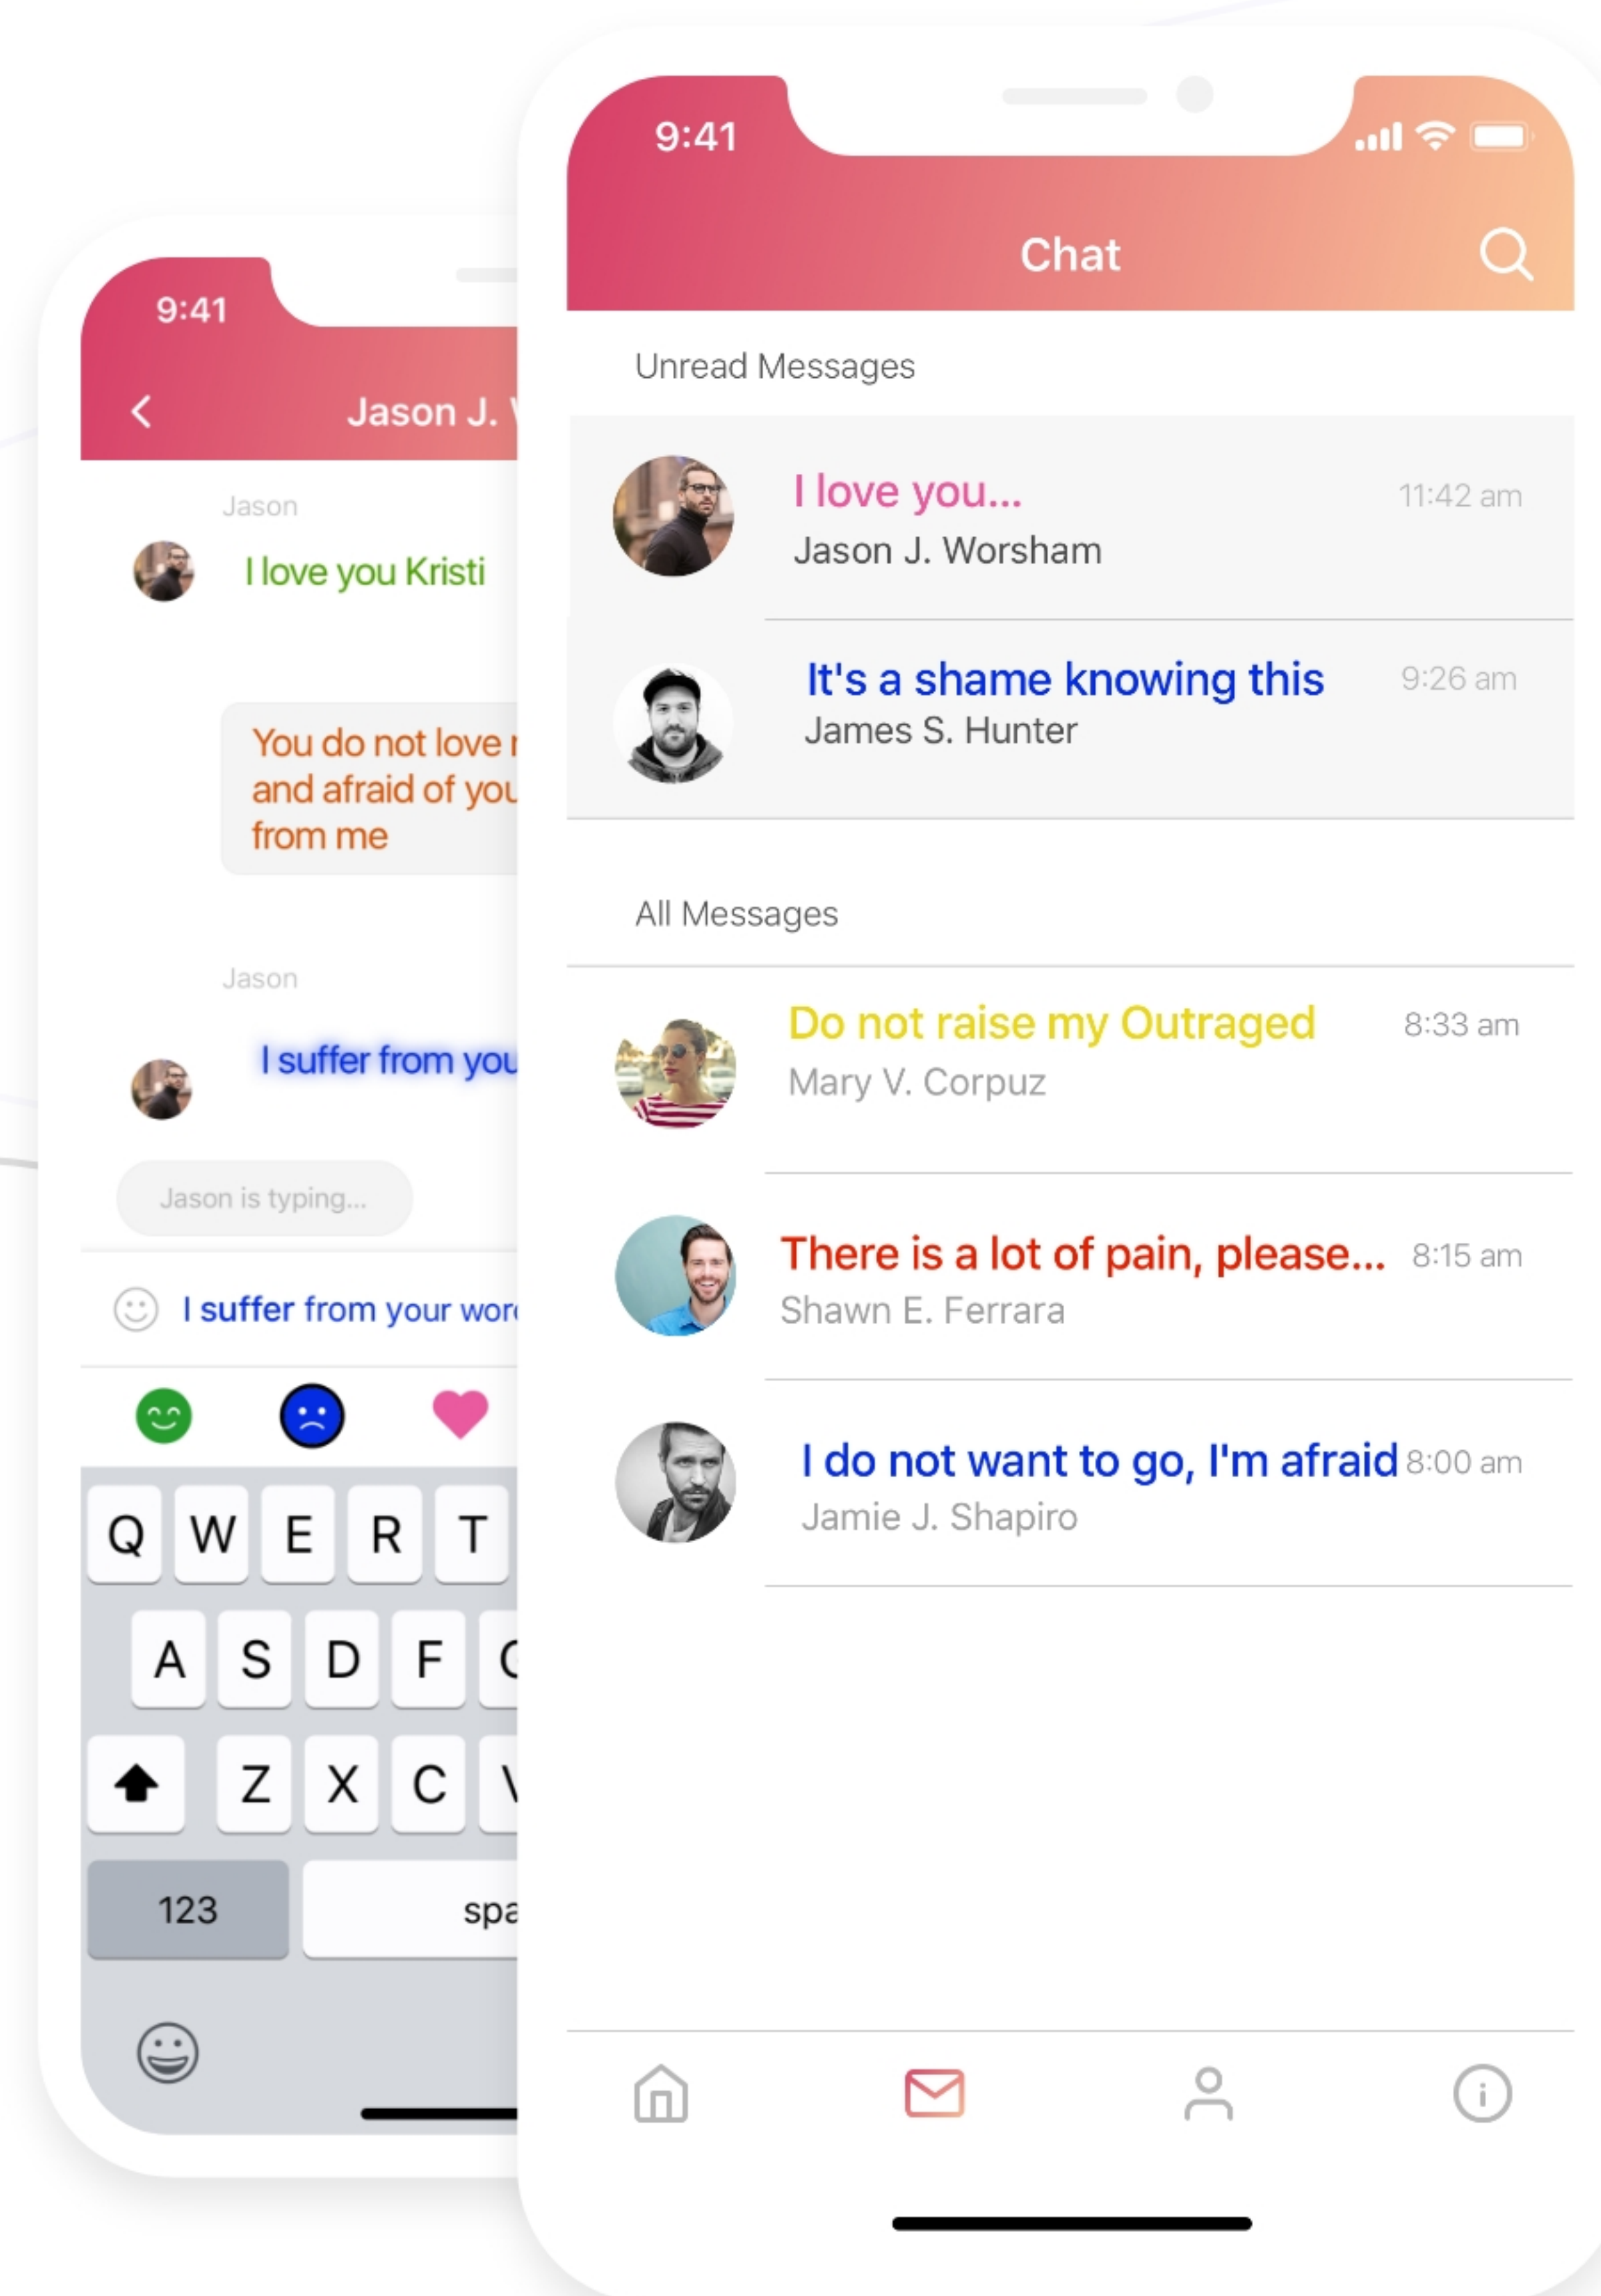 9:41
Jason J.
Jason
I love you Kristi
You do not love
and afraid of you
from me
Jason
I suffer from you
Jason is typing...
I suffer from your
Q W E R T
A S D F
Z X C
123
9:41
Chat
Unread Messages
I love you...
11:42 am
Jason J. Worsham
It's a shame knowing this
9:26 am
James S. Hunter
All Messages
Do not raise my Outraged
8:33 am
Mary V. Corpuz
There is a lot of pain, please...
8:15 am
Shawn E. Ferrara
I do not want to go, I'm afraid
8:00 am
Jamie J. Shapiro